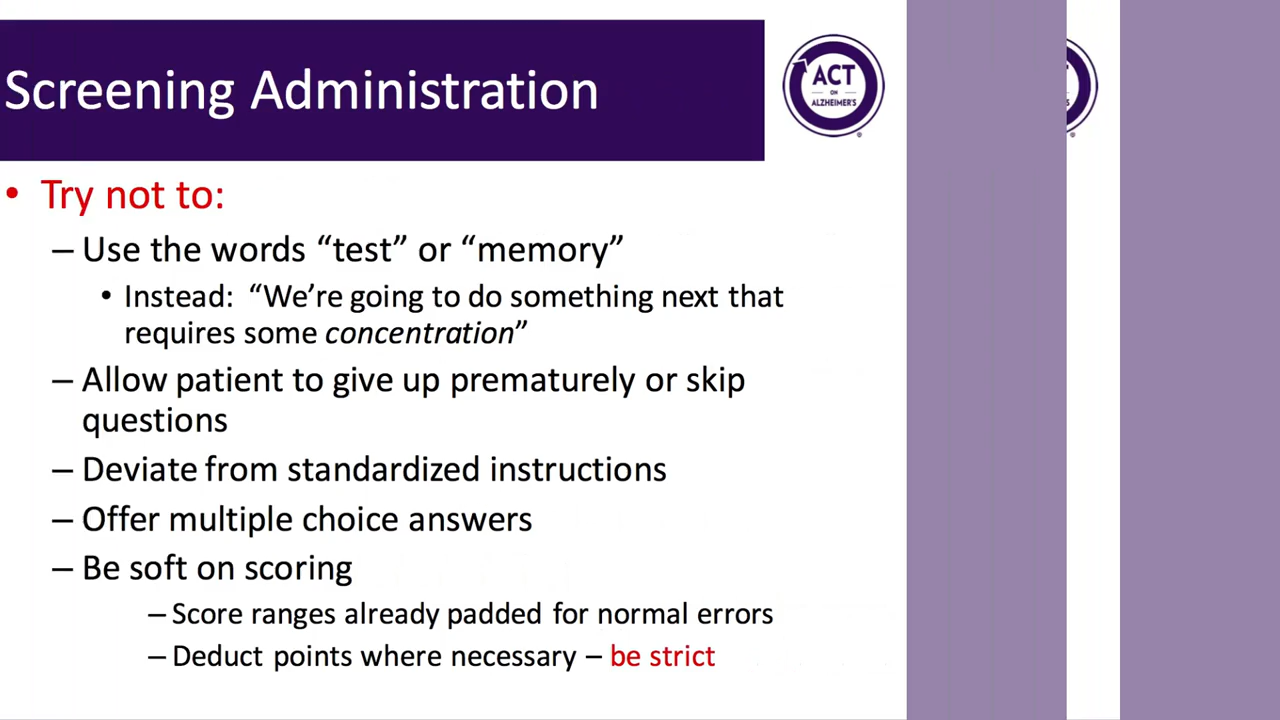 Screening Administration
ACT
ON
ALZHEIMER'S
®
®
• Try not to:
– Use the words “test” or “memory”
• Instead: “We’re going to do something next that
requires some concentration”
– Allow patient to give up prematurely or skip
questions
– Deviate from standardized instructions
– Offer multiple choice answers
– Be soft on scoring
– Score ranges already padded for normal errors
– Deduct points where necessary – be strict